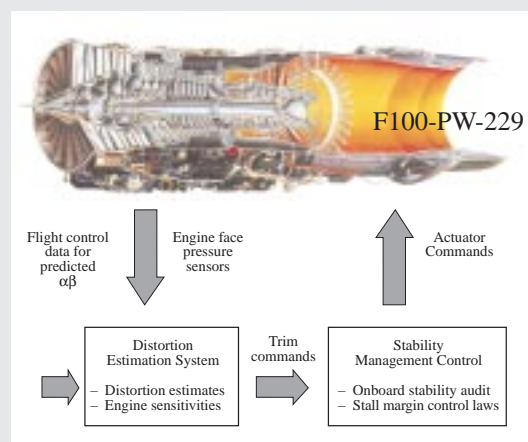 F100-PW-229
Flight control
data for
predicted
αβ
Engine face
pressure
sensors
Actuator
Commands
Distortion
Estimation System
– Distortion estimates
– Engine sensitivities
Trim
commands
Stability
Management Control
– Onboard stability audit
– Stall margin control laws